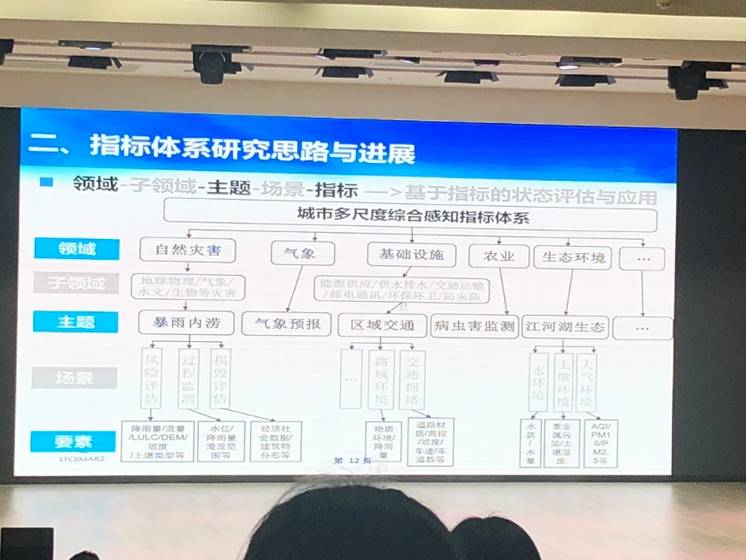 二、指标体系研究思路与进展
领域-子领域-主题-场景-指标 —>基于指标的状态评估与应用
城市多尺度综合感知指标体系
领域
自然灾害
气象
基础设施
农业
生态环境
...
子领域
地球物理/气象/
水文/生物等灾害
能源供应/供水排水/交通运输
/邮电通讯/环保环卫/防灾防
主题
暴雨内涝
气象预报
区域交通
病虫害监测
江河湖生态
...
场景
风险评估
过程监测
损毁评估
...
路域环境
交通拥堵
水环境
土壤环境
大气环境
要素
降雨量/流量
/LULC/DEM/
坡度
/土壤类型等
水位/
降雨量
淹没范
围等
经济社
会数据/
建筑物
分布等
地质
环境/降
雨量
道路材
质/高程
/坡度/
车速/车
道数等
水
质/水
量
重金
属污
染/土
壤湿
度
AQI/
PM1
0/P
M2.
5等
LIESMARS
第 12 页